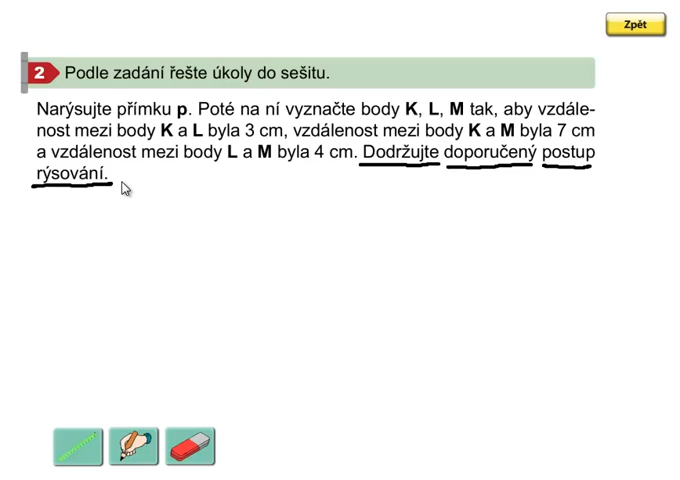 Zpět
2 Podle zadání řešte úkoly do sešitu.
Narýsujte přímku p. Poté na ní vyznačte body K, L, M tak, aby vzdále-
nost mezi body K a L byla 3 cm, vzdálenost mezi body K a M byla 7 cm
a vzdálenost mezi body L a M byla 4 cm. Dodržujte doporučený postup
rýsování.